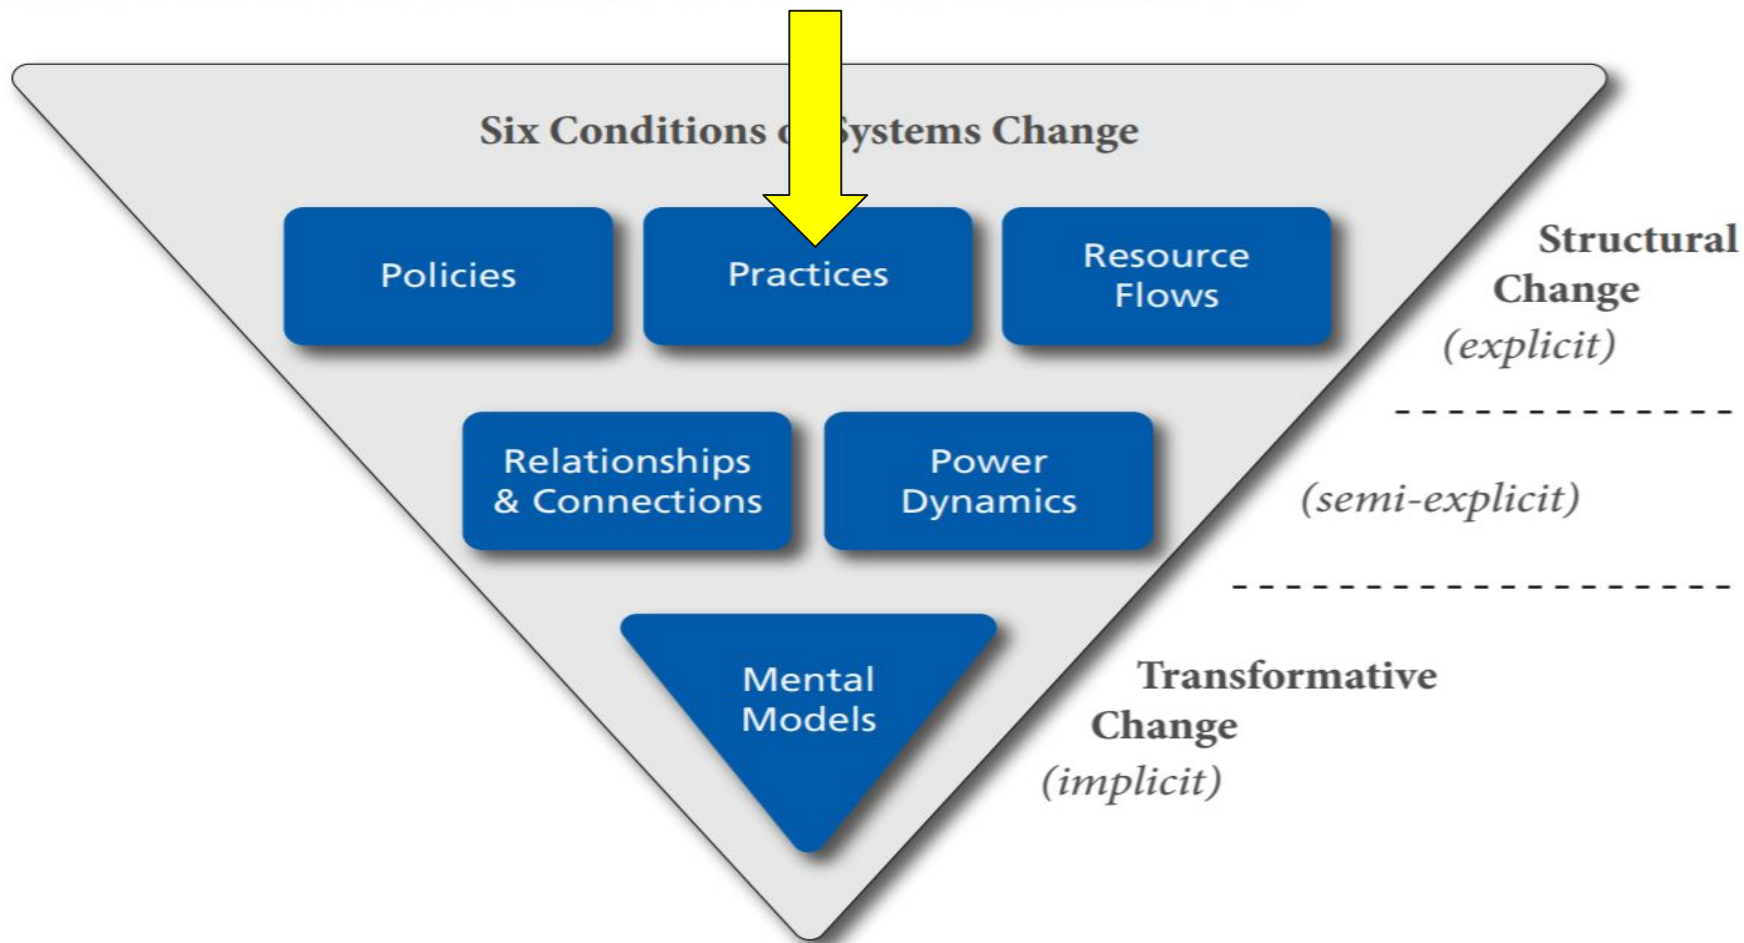 Six Conditions Systems Change
Policies
Practices
Resource
Flows
Structural
Change
(explicit)
Relationships
& Connections
Power
Dynamics
(semi-explicit)
Mental
Models
Transformative
Change
(implicit)